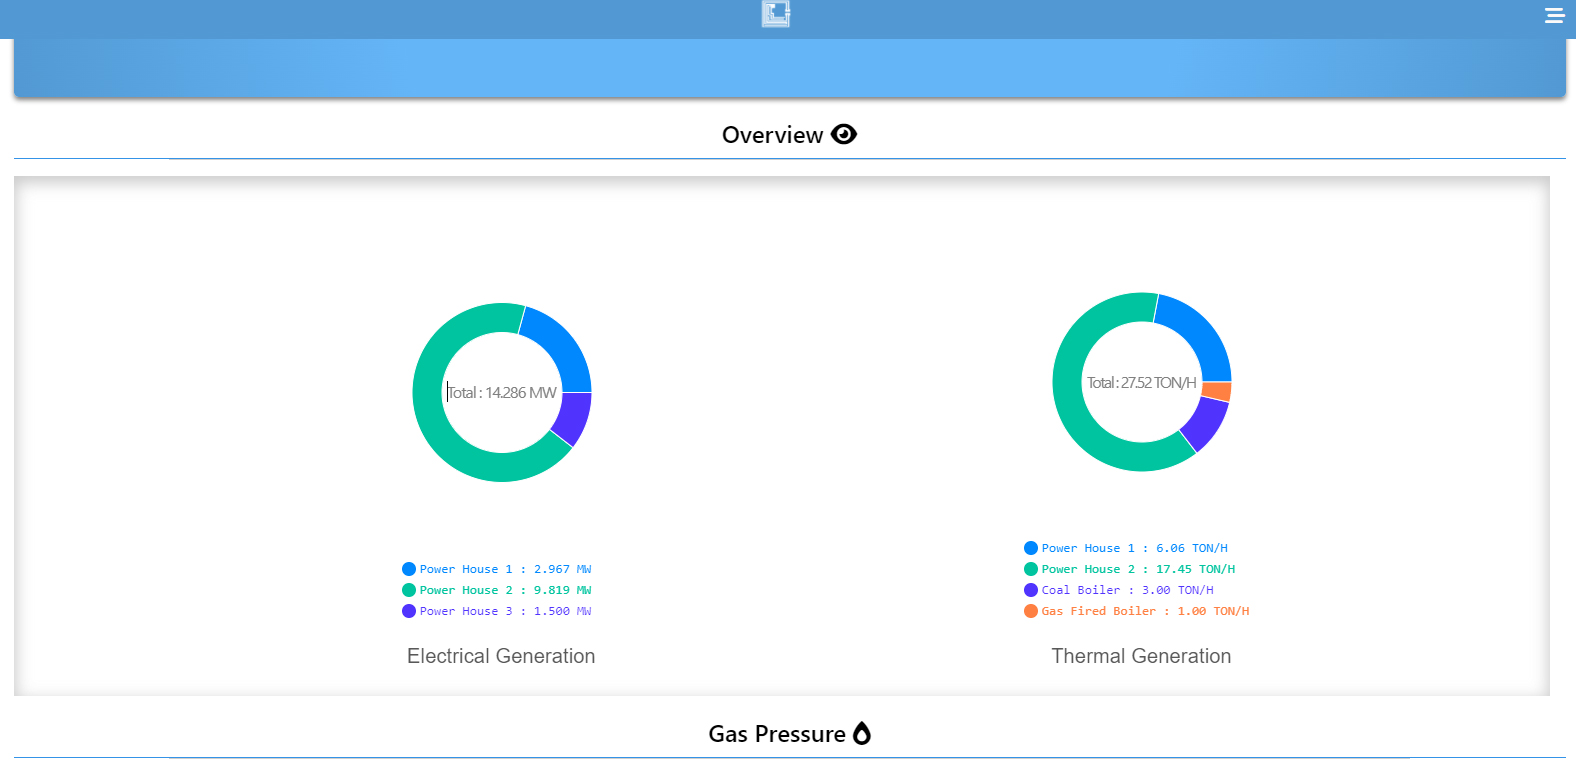 Overview
Total : 14.286 MW
Power House 1 : 2.967 MW
Power House 2 : 9.819 MW
Power House 3 : 1.500 MW
Electrical Generation
Total : 27.52 TON/H
Power House 1 : 6.06 TON/H
Power House 2 : 17.45 TON/H
Coal Boiler : 3.00 TON/H
Gas Fired Boiler : 1.00 TON/H
Thermal Generation
Gas Pressure